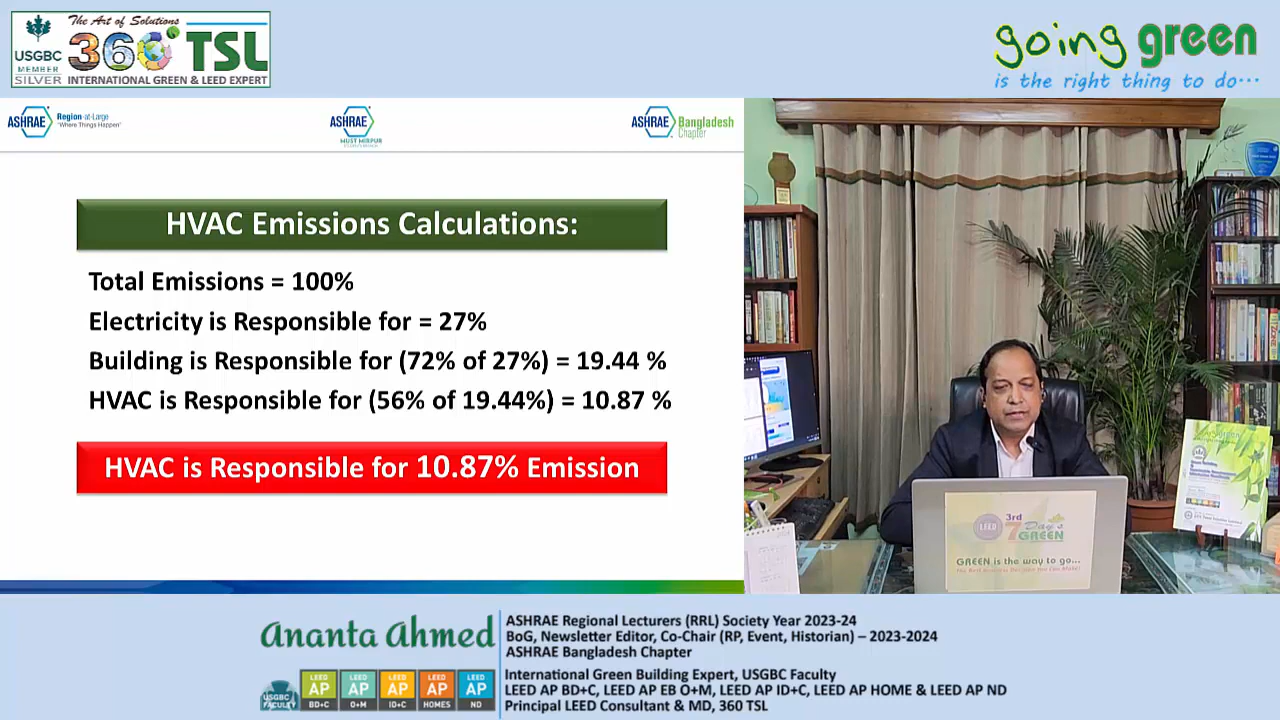 The Art of Solutions
USGBC
MEMBER
SILVER
360 TSL
INTERNATIONAL GREEN & LEED EXPERT
going green
is the right thing to do...
ASHRAE
Region-at-Large
"Where Things Happen"
ASHRAE
MUST MIRPUR
ASHRAE
Bangladesh
Chapter
HVAC Emissions Calculations:
Total Emissions = 100%
Electricity is Responsible for = 27%
Building is Responsible for (72% of 27%) = 19.44 %
HVAC is Responsible for (56% of 19.44%) = 10.87 %
HVAC is Responsible for 10.87% Emission
LEED
3rd
7 Day's
GREEN
GREEN is the way to go...
Ananta Ahmed
ASHRAE Regional Lecturers (RRL) Society Year 2023-24
BoG, Newsletter Editor, Co-Chair (RP, Event, Historian) – 2023-2024
ASHRAE Bangladesh Chapter
International Green Building Expert, USGBC Faculty
LEED AP BD+C, LEED AP EB O+M, LEED AP ID+C, LEED AP HOME & LEED AP ND
Principal LEED Consultant & MD, 360 TSL
USGBC
FACULTY
LEED
AP
BD+C
LEED
AP
O+M
LEED
AP
ID+C
LEED
AP
HOMES
LEED
AP
ND